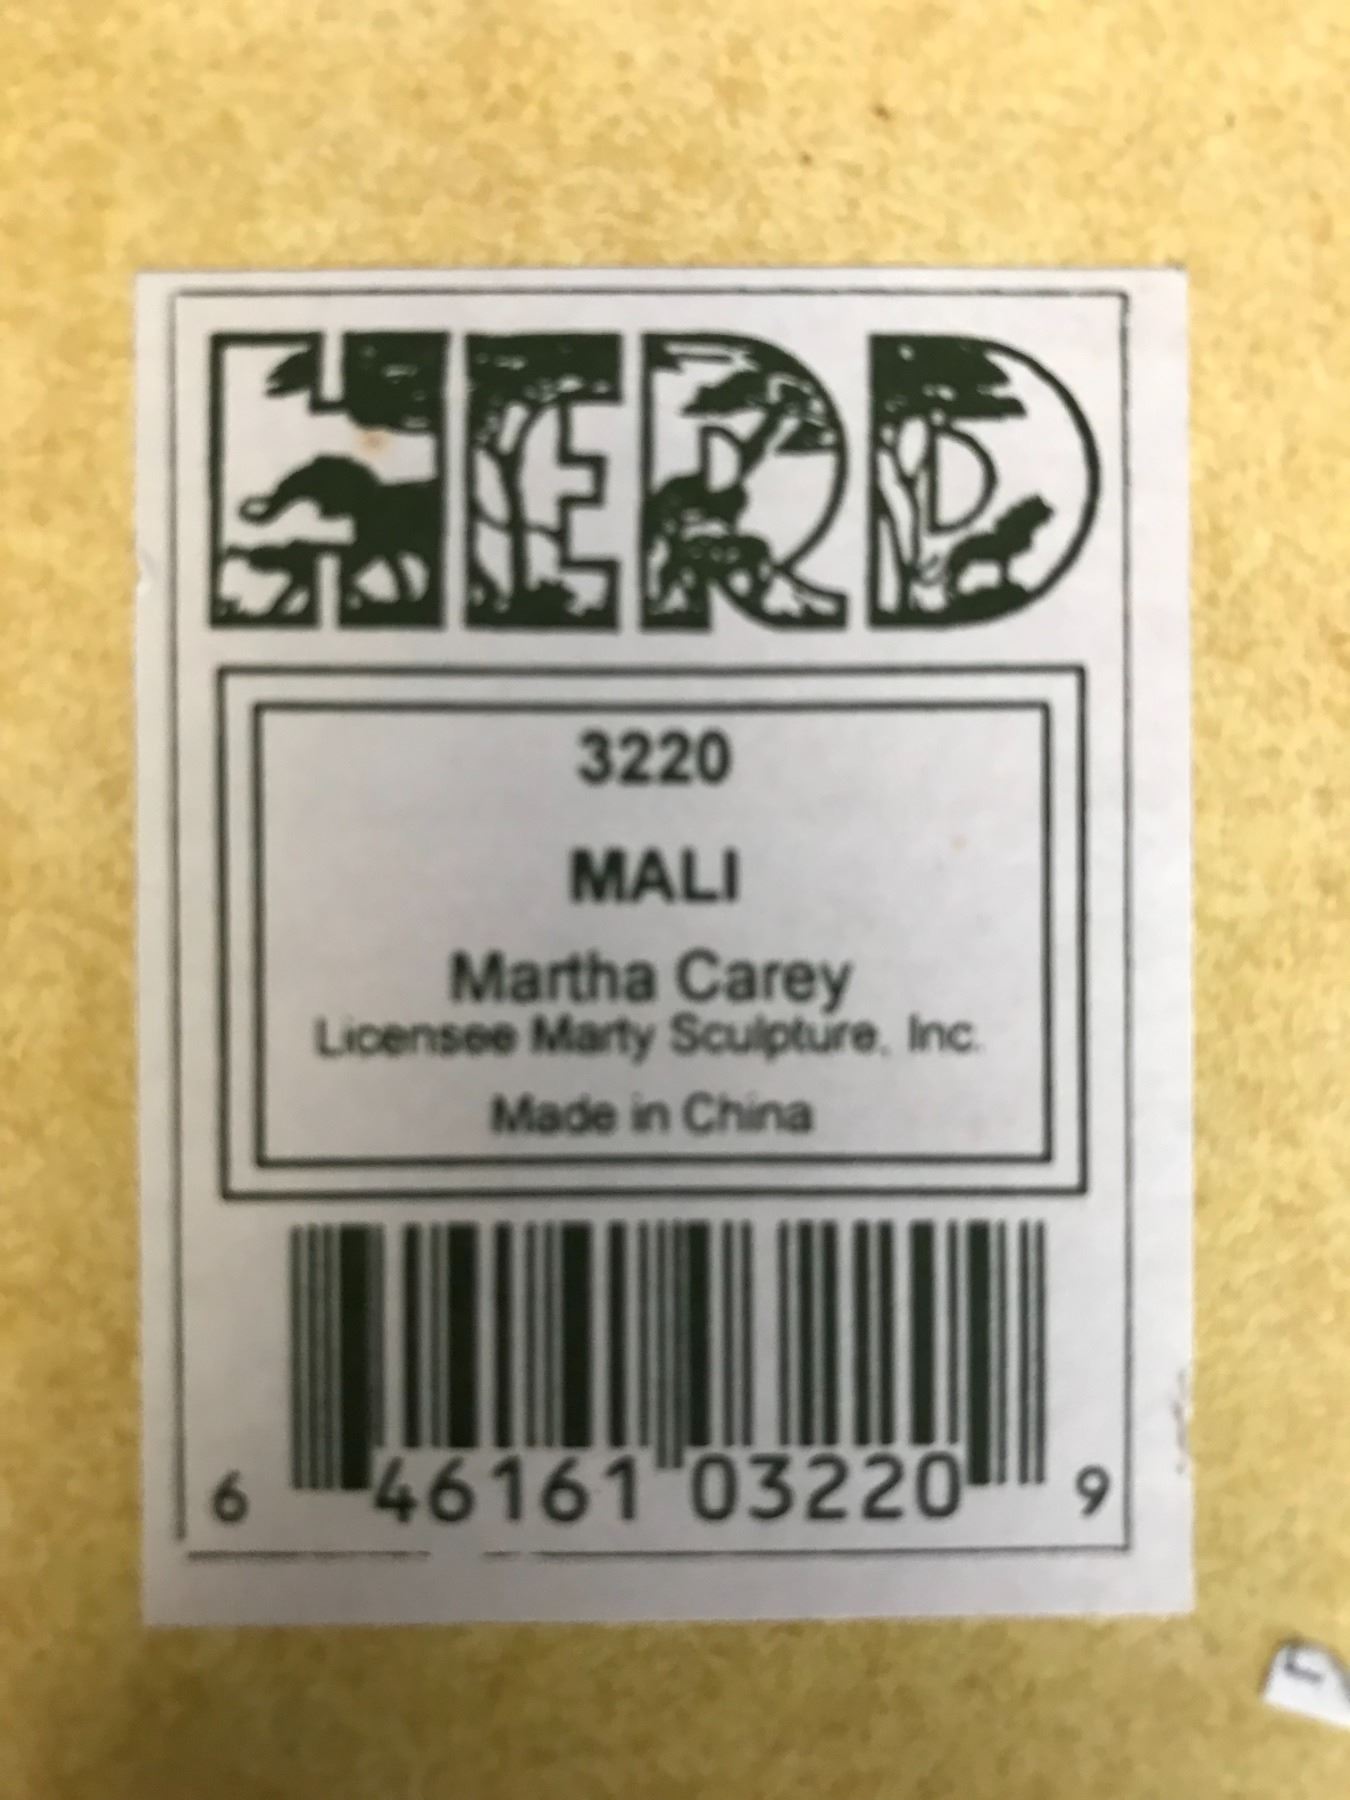 HERD
3220
MALI
Martha Carey
Licensee Marty Sculpture, Inc.
Made in China
6 46161 03220 9